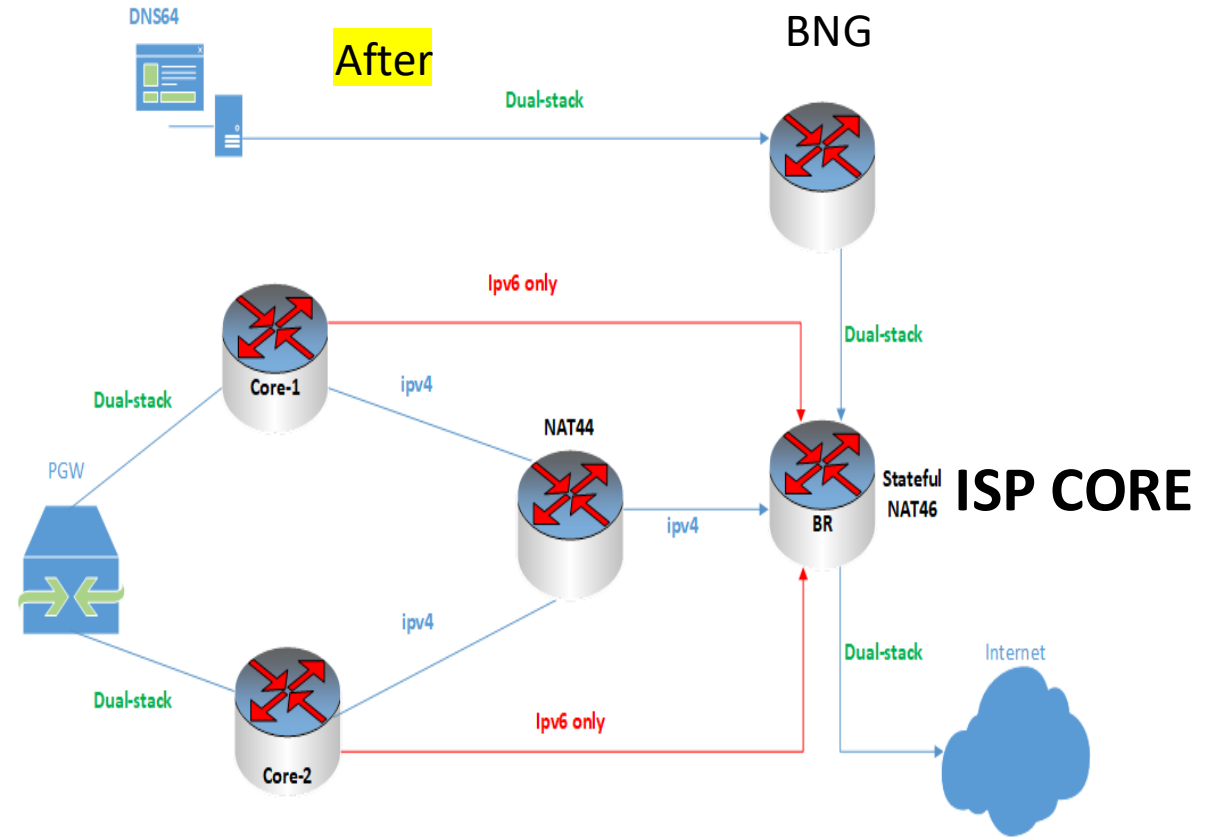 DNS64
After
BNG
Dual-stack
Ipv6 only
Dual-stack
Core-1
ipv4
Dual-stack
NAT44
PGW
Stateful
NAT46
ISP CORE
BR
ipv4
ipv4
Dual-stack
Internet
Dual-stack
Ipv6 only
Core-2